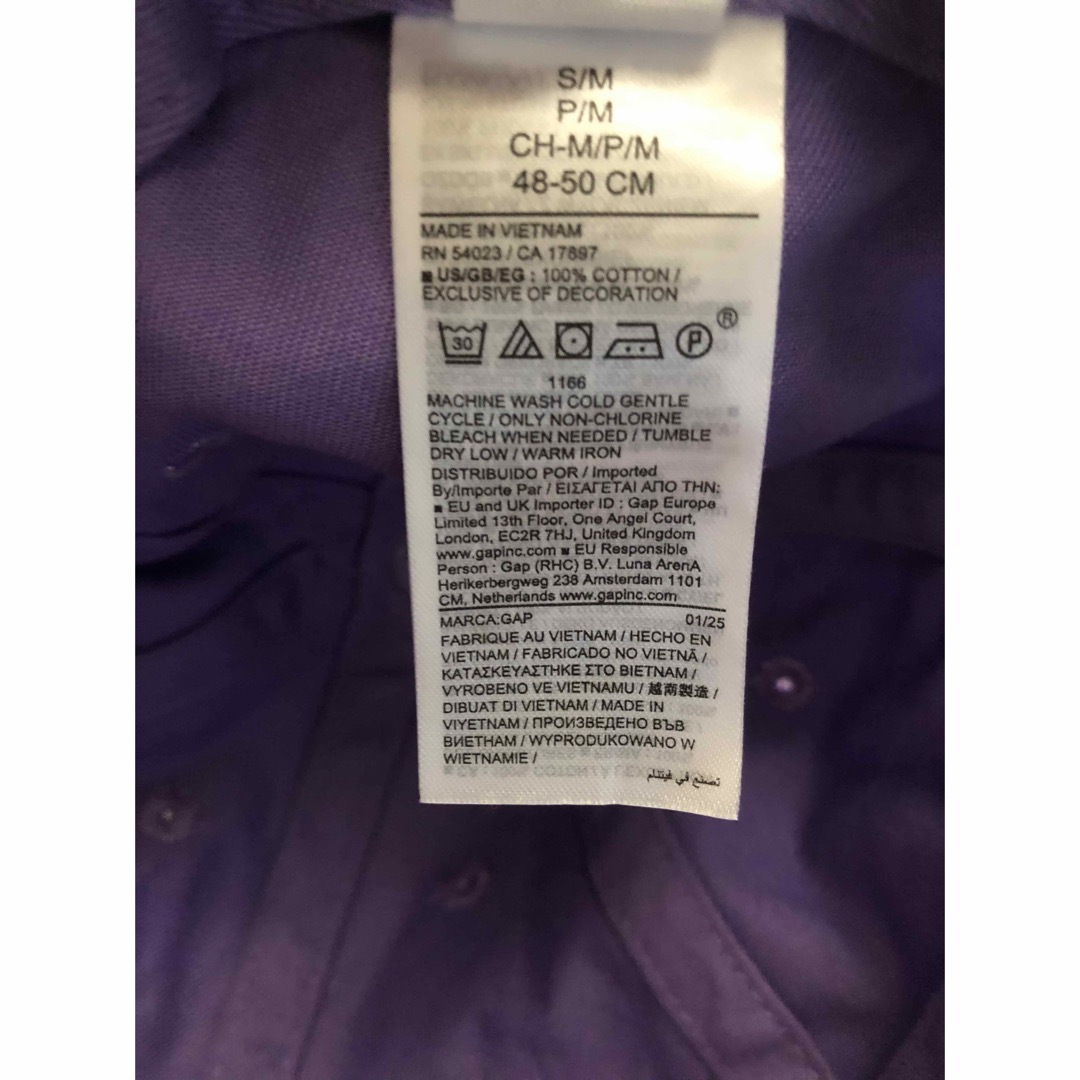 S/M
P/M
CH-M/P/M
48-50 CM
MADE IN VIETNAM
RN 54023 / CA 17897
■ US/GB/EG : 100% COTTON /
EXCLUSIVE OF DECORATION
30 P ®
1166
MACHINE WASH COLD GENTLE
CYCLE / ONLY NON-CHLORINE
BLEACH WHEN NEEDED / TUMBLE
DRY LOW / WARM IRON
DISTRIBUIDO POR / Imported
By/Importe Par / ΕΙΣΑΓΕΤΑΙ ΑΠΟ ΤΗΝ:
■ EU and UK Importer ID : Gap Europe
Limited 13th Floor, One Angel Court,
London, EC2R 7HJ, United Kingdom
www.gapinc.com ■ EU Responsible
Person : Gap (RHC) B.V. Luna ArenA
Herikerbergweg 238 Amsterdam 1101
CM, Netherlands www.gapinc.com
MARCA:GAP 01/25
FABRIQUE AU VIETNAM / HECHO EN
VIETNAM / FABRICADO NO VIETNÃ /
ΚΑΤΑΣΚΕΥΑΣΤΗΚΕ ΣΤΟ ΒΙΕΤΝΑΜ /
VYROBENO VE VIETNAMU / 越南製造 /
DIBUAT DI VIETNAM / MADE IN
VIYETNAM / ПРОИЗВЕДЕНО ВЪВ
ВИЕТНАМ / WYPRODUKOWANO W
WIETNAMIE /
تصنع في فيتنام